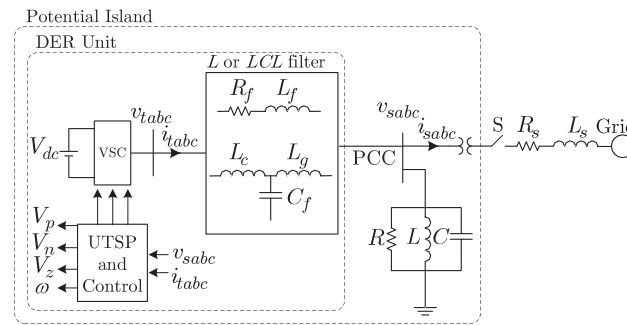 Potential Island
DER Unit
L or LCL filter
R_f L_f
v_tabc
i_tabc
V_dc
VSC
L_c L_g
C_f
v_sabc
i_sabc
PCC
S
R_s
L_s
Grid
R L C
V_p
V_n
V_z
ω
UTSP
and
Control
v_sabc
i_tabc